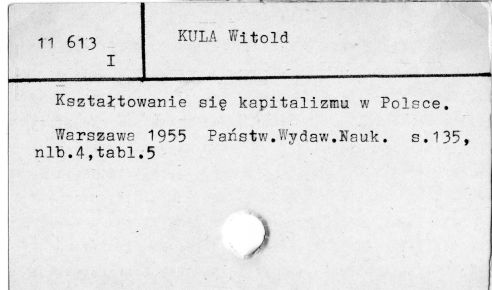 11 613
I
KULA Witold
Kształtowanie się kapitalizmu w Polsce.
Warszawa 1955 Państw.Wydaw.Nauk. s.135,
nlb.4,tabl.5